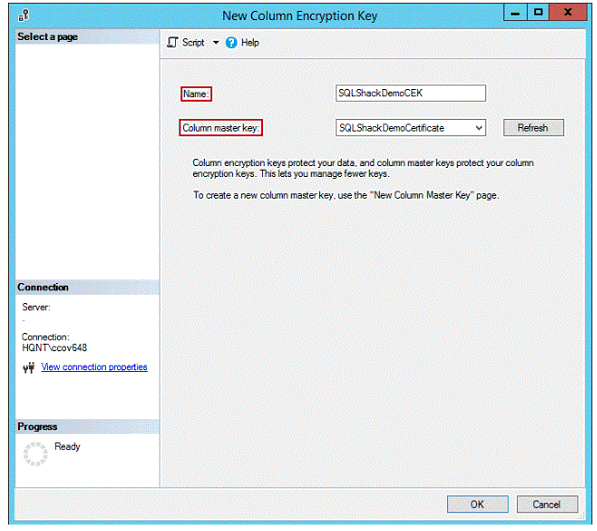 New Column Encryption Key
Select a page
Script
Help
Name:
SQLShackDemoCEK
Column master key:
SQLShackDemoCertificate
Refresh
Column encryption keys protect your data, and column master keys protect your column
encryption keys. This lets you manage fewer keys.
To create a new column master key, use the "New Column Master Key" page.
Connection
Server:
.
Connection:
HQNT\ccov648
View connection properties
Progress
Ready
OK
Cancel